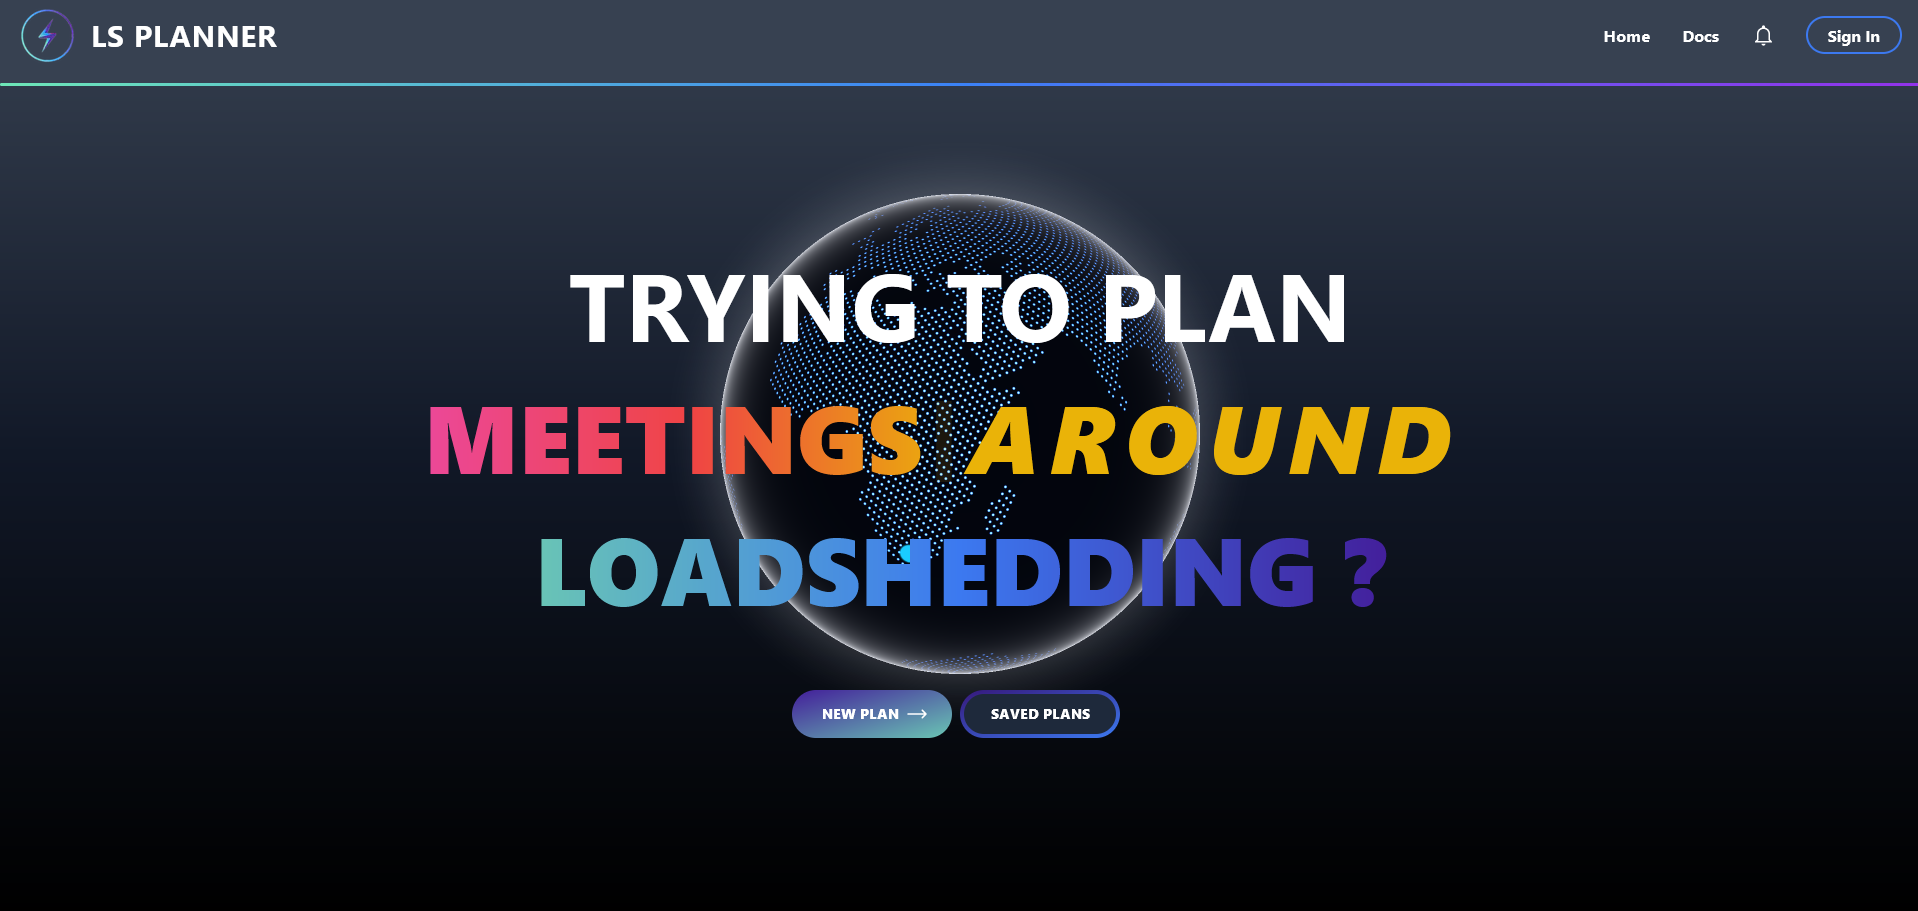 LS PLANNER
Home
Docs
Sign In
TRYING TO PLAN
MEETINGS AROUND
LOADSHEDDING ?
NEW PLAN
SAVED PLANS